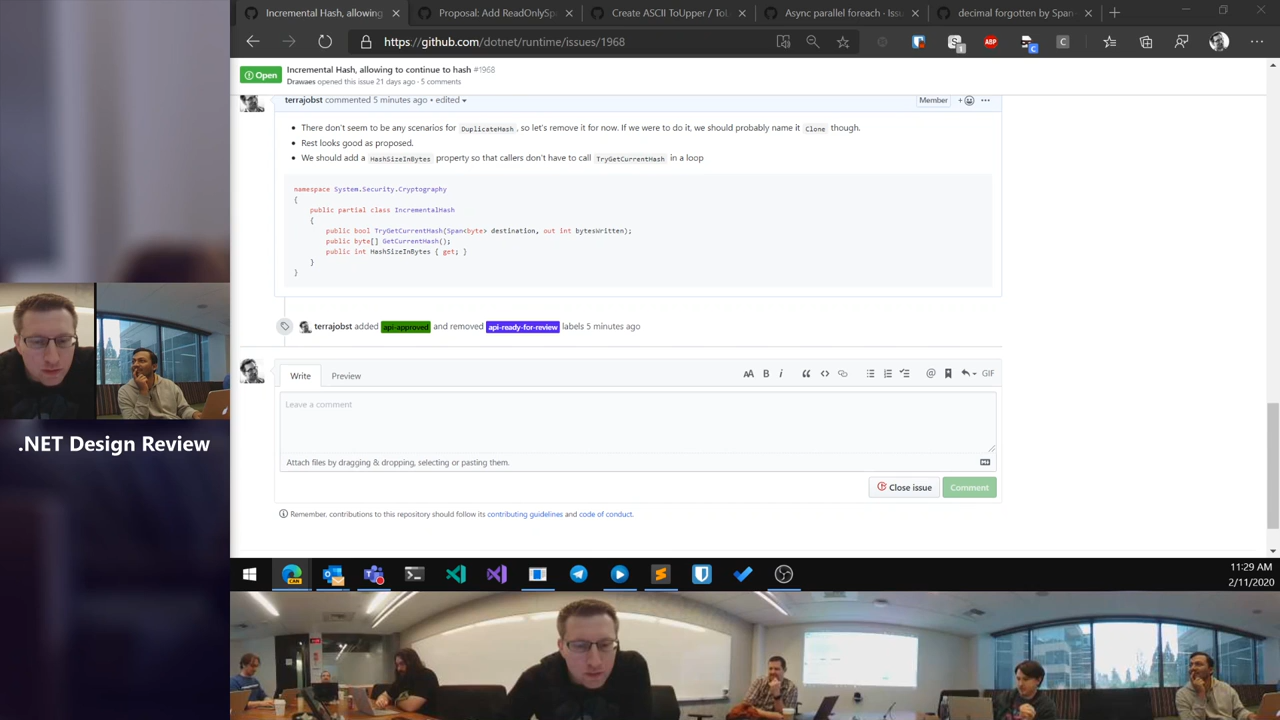 Incremental Hash, allowing
Proposal: Add ReadOnlySp
Create ASCII ToUpper / ToL
Async parallel foreach · Issu
decimal forgotten by Span
https://github.com/dotnet/runtime/issues/1968
Open
Incremental Hash, allowing to continue to hash #1968
Drawaes opened this issue 21 days ago · 5 comments
terrajobst commented 5 minutes ago • edited
Member
There don't seem to be any scenarios for DuplicateHash, so let's remove it for now. If we were to do it, we should probably name it Clone though.
Rest looks good as proposed.
We should add a HashSizeInBytes property so that callers don't have to call TryGetCurrentHash in a loop
namespace System.Security.Cryptography
{
public partial class IncrementalHash
{
public bool TryGetCurrentHash(Span<byte> destination, out int bytesWritten);
public byte[] GetCurrentHash();
public int HashSizeInBytes { get; }
}
}
terrajobst added api-approved and removed api-ready-for-review labels 5 minutes ago
Write
Preview
AA B i GIF
Leave a comment
Attach files by dragging & dropping, selecting or pasting them.
Close issue
Comment
Remember, contributions to this repository should follow its contributing guidelines and code of conduct.
.NET Design Review
11:29 AM
2/11/2020